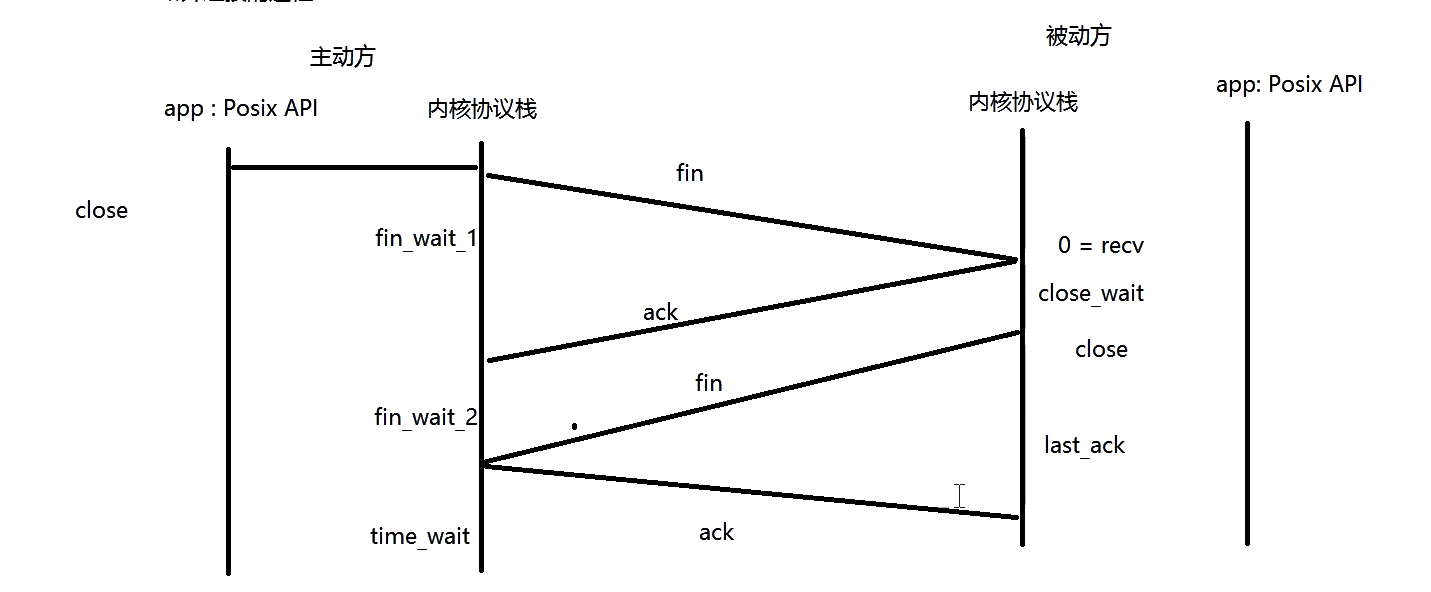 主动方
被动方
app : Posix API
内核协议栈
内核协议栈
app: Posix API
fin
close
fin_wait_1
0 = recv
close_wait
ack
close
fin
fin_wait_2
last_ack
time_wait
ack